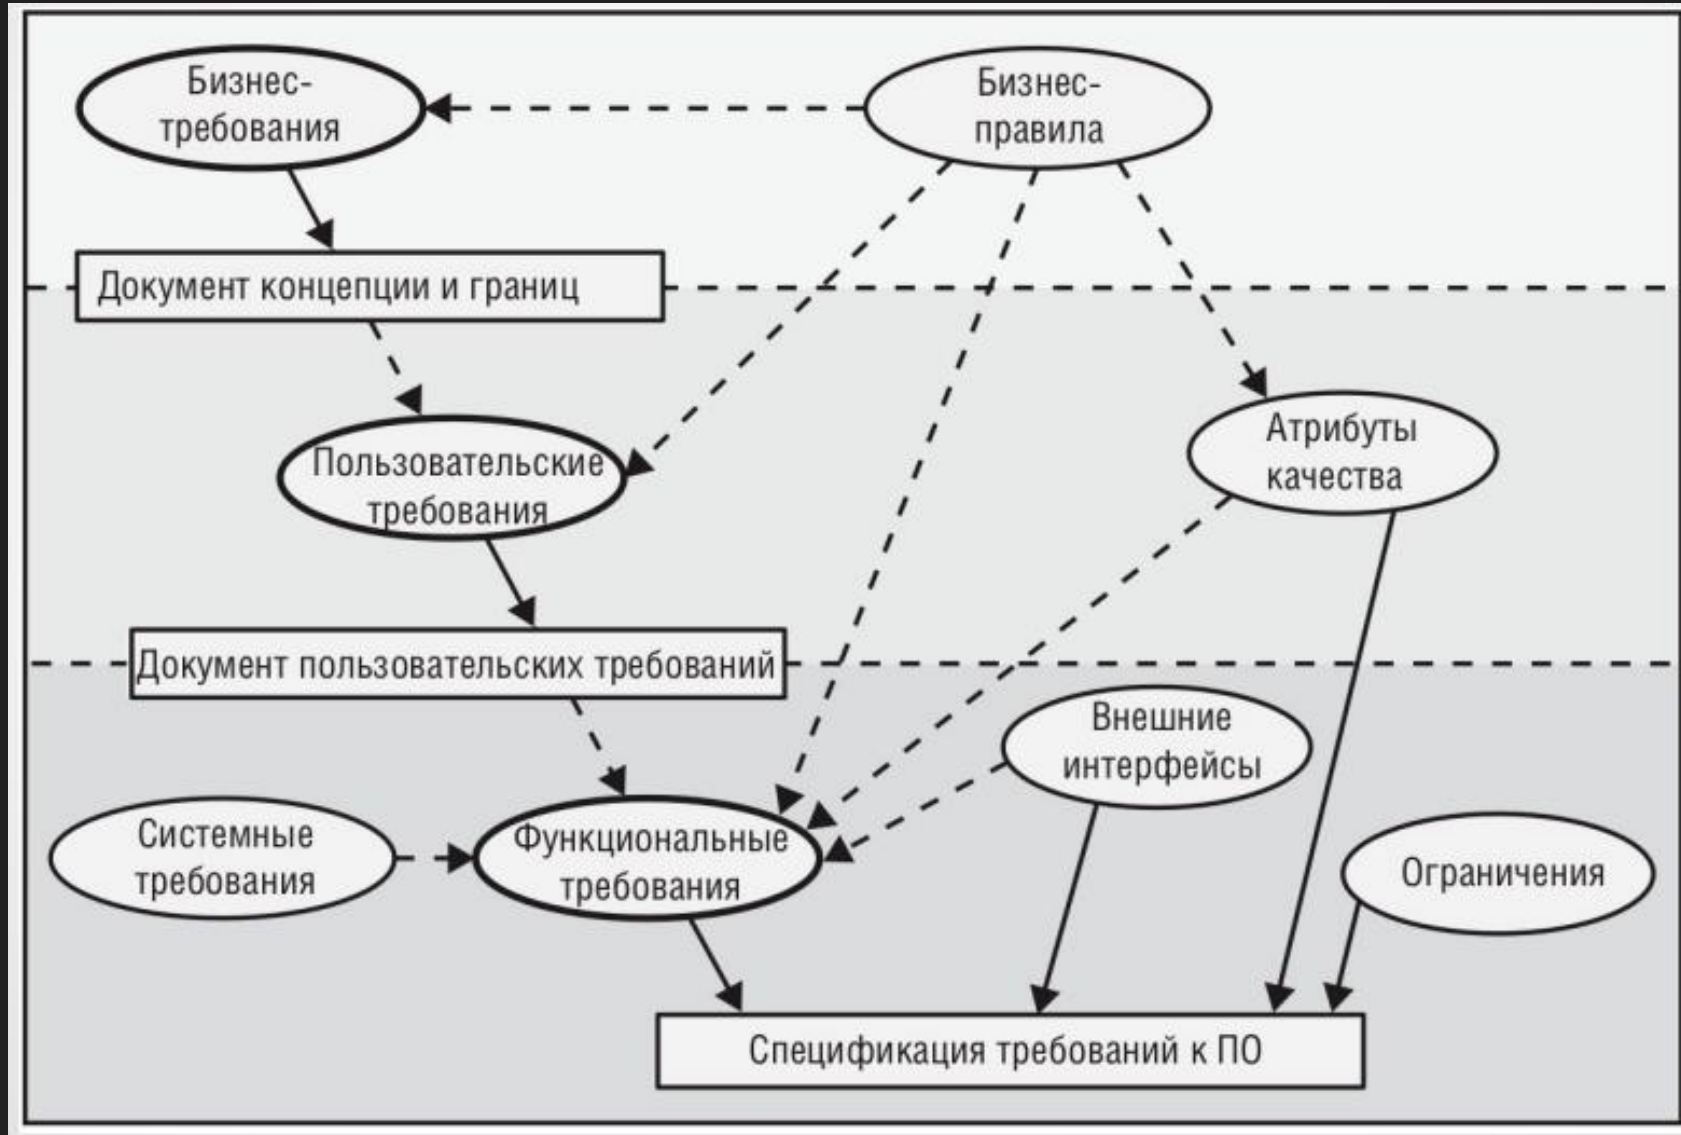 Бизнес-
требования
Бизнес-
правила
Документ концепции и границ
Пользовательские
требования
Атрибуты
качества
Документ пользовательских требований
Внешние
интерфейсы
Системные
требования
Функциональные
требования
Ограничения
Спецификация требований к ПО